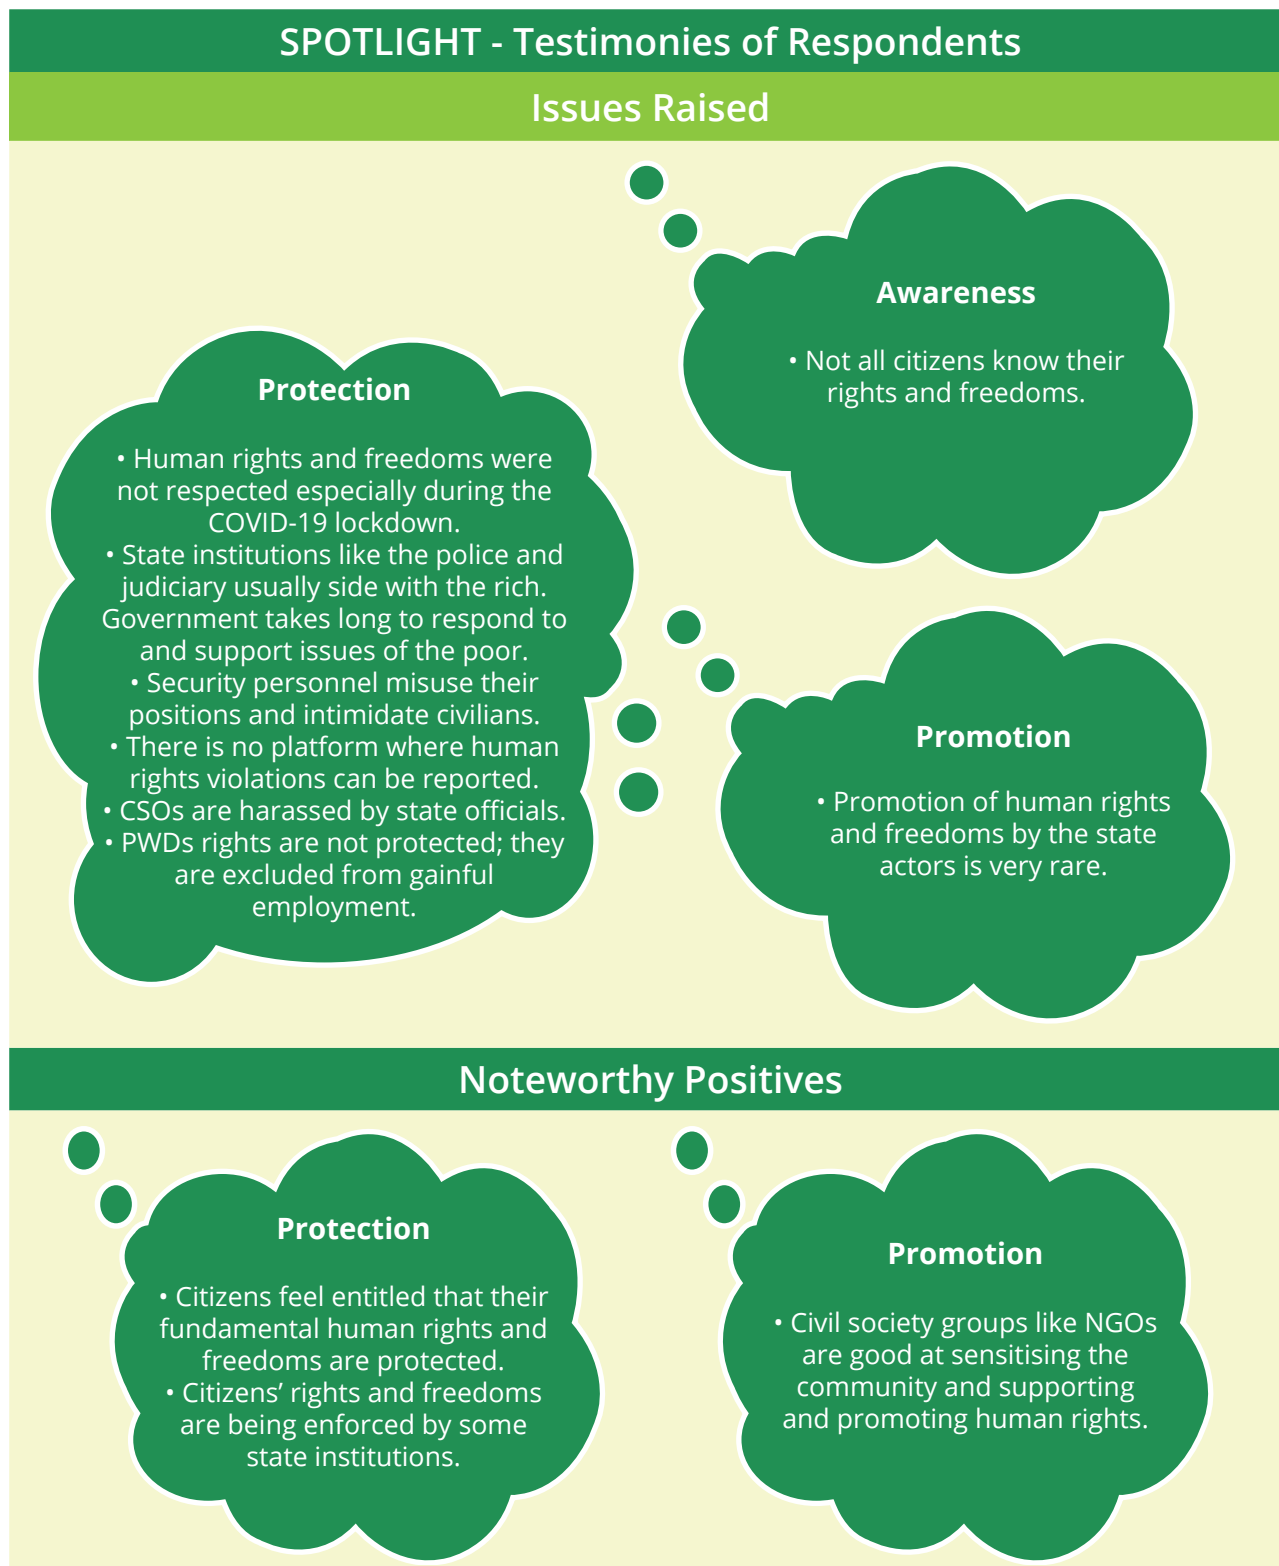 SPOTLIGHT - Testimonies of Respondents
Issues Raised
Protection
• Human rights and freedoms were
not respected especially during the
COVID-19 lockdown.
• State institutions like the police and
judiciary usually side with the rich.
Government takes long to respond to
and support issues of the poor.
• Security personnel misuse their
positions and intimidate civilians.
• There is no platform where human
rights violations can be reported.
• CSOs are harassed by state officials.
• PWDs rights are not protected; they
are excluded from gainful
employment.
Awareness
• Not all citizens know their
rights and freedoms.
Promotion
• Promotion of human rights
and freedoms by the state
actors is very rare.
Noteworthy Positives
Protection
• Citizens feel entitled that their
fundamental human rights and
freedoms are protected.
• Citizens’ rights and freedoms
are being enforced by some
state institutions.
Promotion
• Civil society groups like NGOs
are good at sensitising the
community and supporting
and promoting human rights.